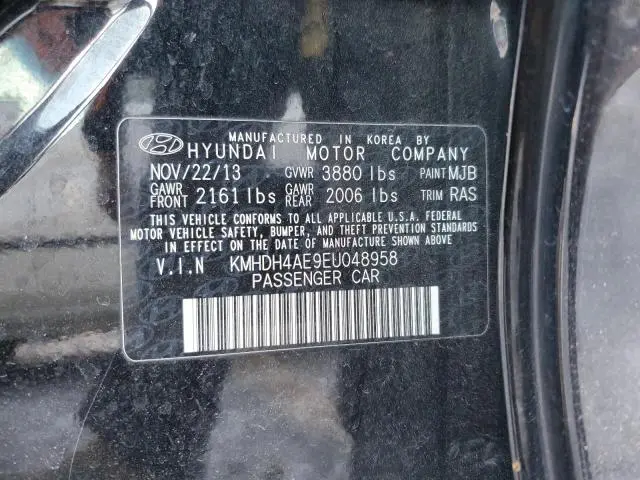 MANUFACTURED IN KOREA BY
HYUNDAI MOTOR COMPANY
NOV/22/13 GVWR 3880 lbs PAINT MJB
GAWR FRONT 2161 lbs GAWR REAR 2006 lbs TRIM RAS
THIS VEHICLE CONFORMS TO ALL APPLICABLE U.S.A. FEDERAL
MOTOR VEHICLE SAFETY, BUMPER, AND THEFT PREVENTION STANDARDS
IN EFFECT ON THE DATE OF MANUFACTURE SHOWN ABOVE
V.I.N KMHDH4AE9EU048958
PASSENGER CAR